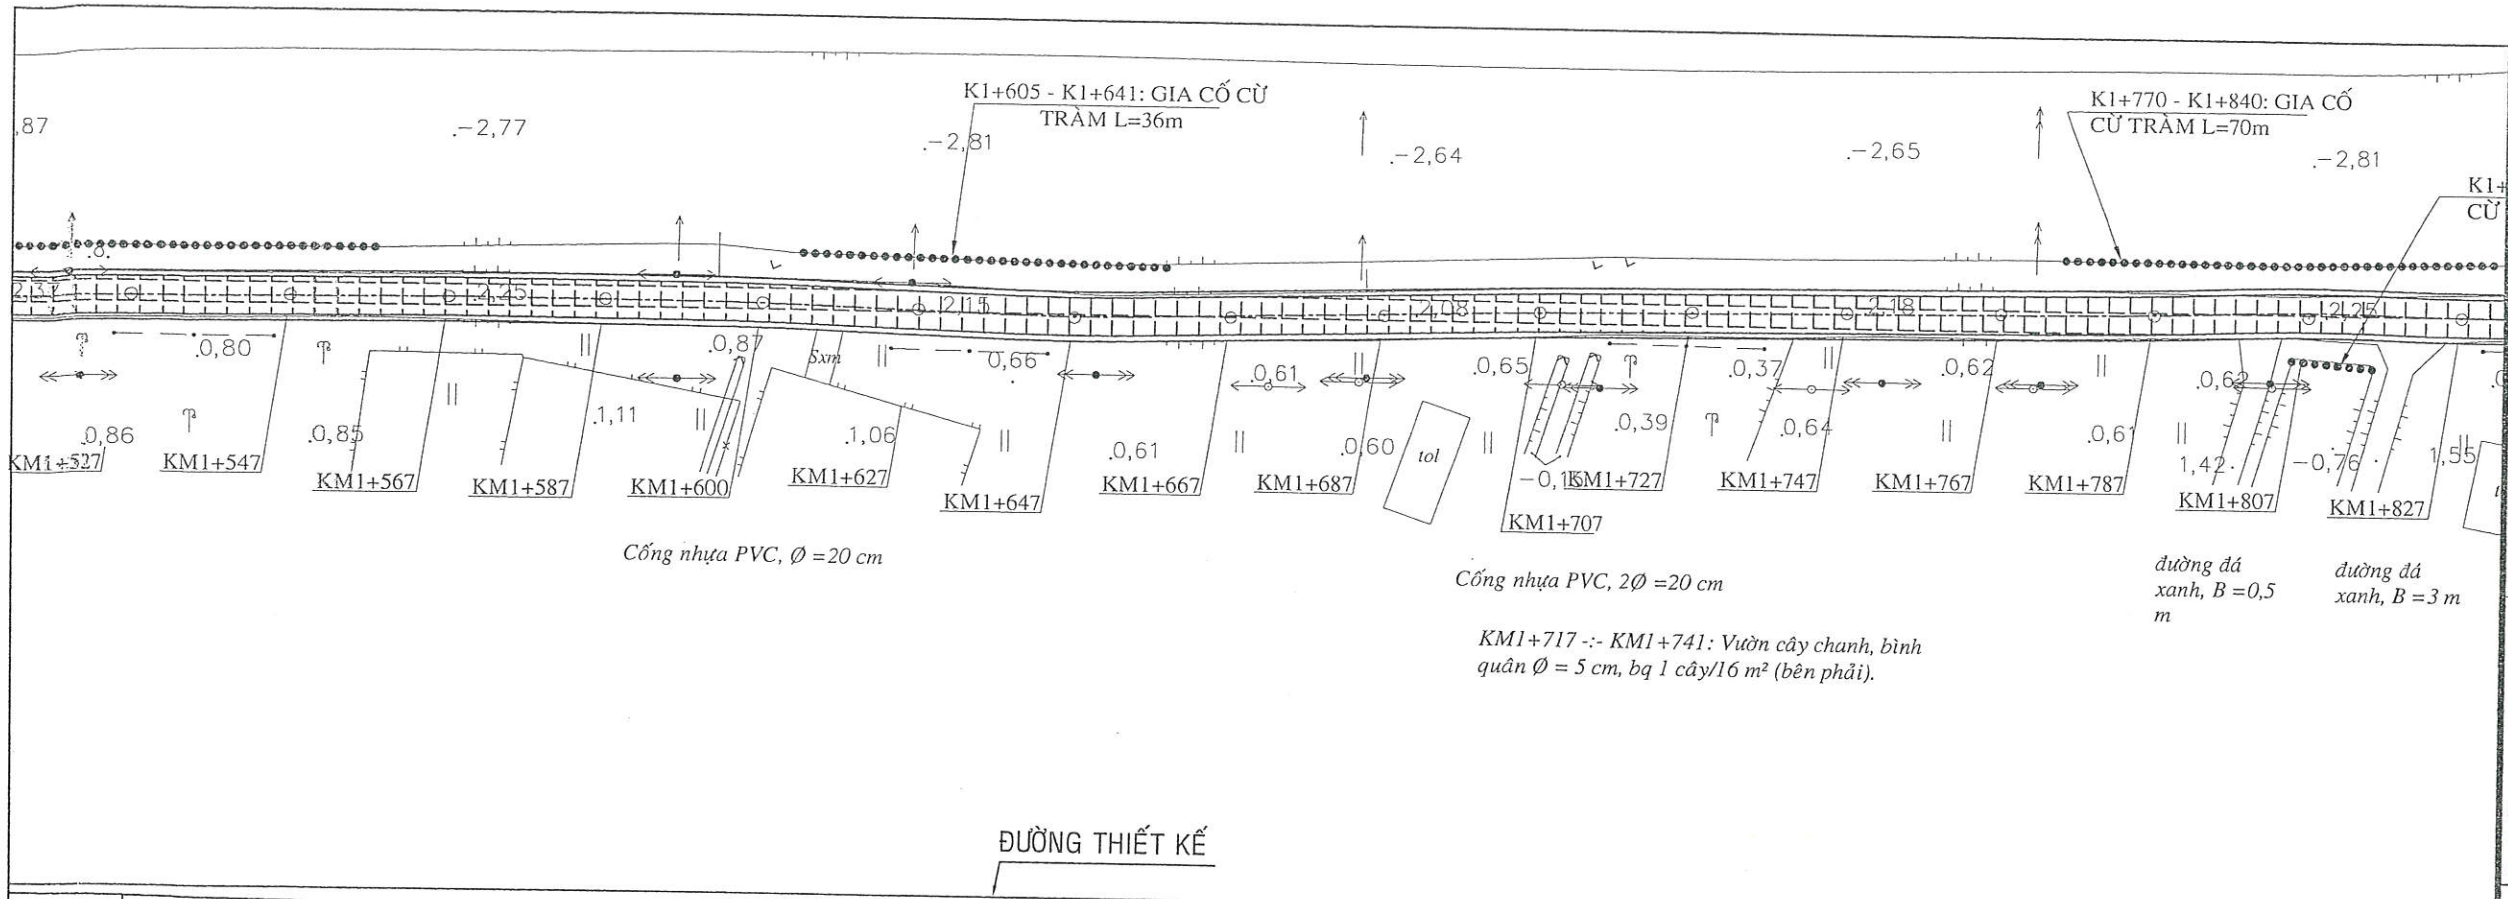 K1+605 - K1+641: GIA CỐ CỪ
TRÀM L=36m
K1+770 - K1+840: GIA CỐ
CỪ TRÀM L=70m
,87
.-2,77
.-2,81
.-2,64
.-2,65
.-2,81
K1+
CỪ
.2,25
2,15
2,08
2,18
2,25
.0,80
.0,87
5xm
0,66
.0,61
.0,65
.0,37
.0,62
.0,62
.0,86
.0,85
.1,11
.1,06
.0,61
.0,60
tol
.0,39
.0,64
.0,61
1,42.
-0,76
1,55
KM1+527
KM1+547
KM1+567
KM1+587
KM1+600
KM1+627
KM1+647
KM1+667
KM1+687
KM1+707
KM1+727
KM1+747
KM1+767
KM1+787
KM1+807
KM1+827
Cống nhựa PVC, Ø =20 cm
Cống nhựa PVC, 2Ø =20 cm
đường đá
xanh, B =0,5
m
đường đá
xanh, B =3 m
KM1+717 -:- KM1+741: Vườn cây chanh, bình
quân Ø = 5 cm, bq 1 cây/16 m² (bên phải).
ĐƯỜNG THIẾT KẾ